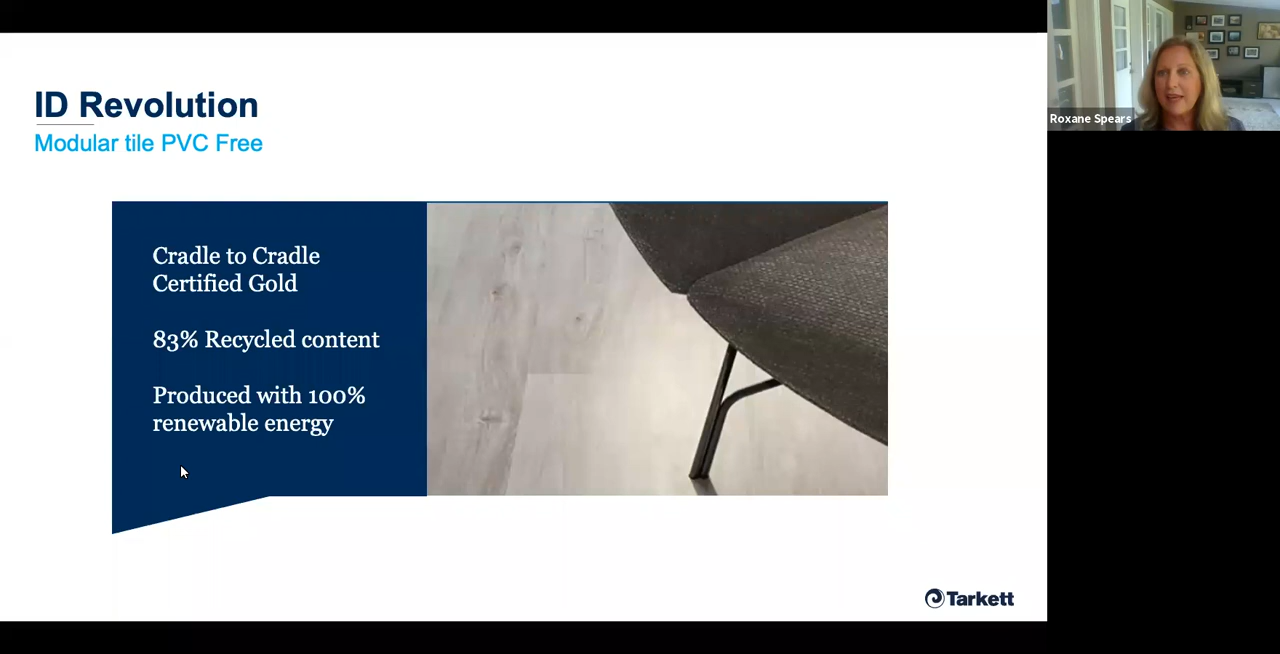 ID Revolution
Modular tile PVC Free
Cradle to Cradle
Certified Gold
83% Recycled content
Produced with 100%
renewable energy
Tarkett
Roxane Spears